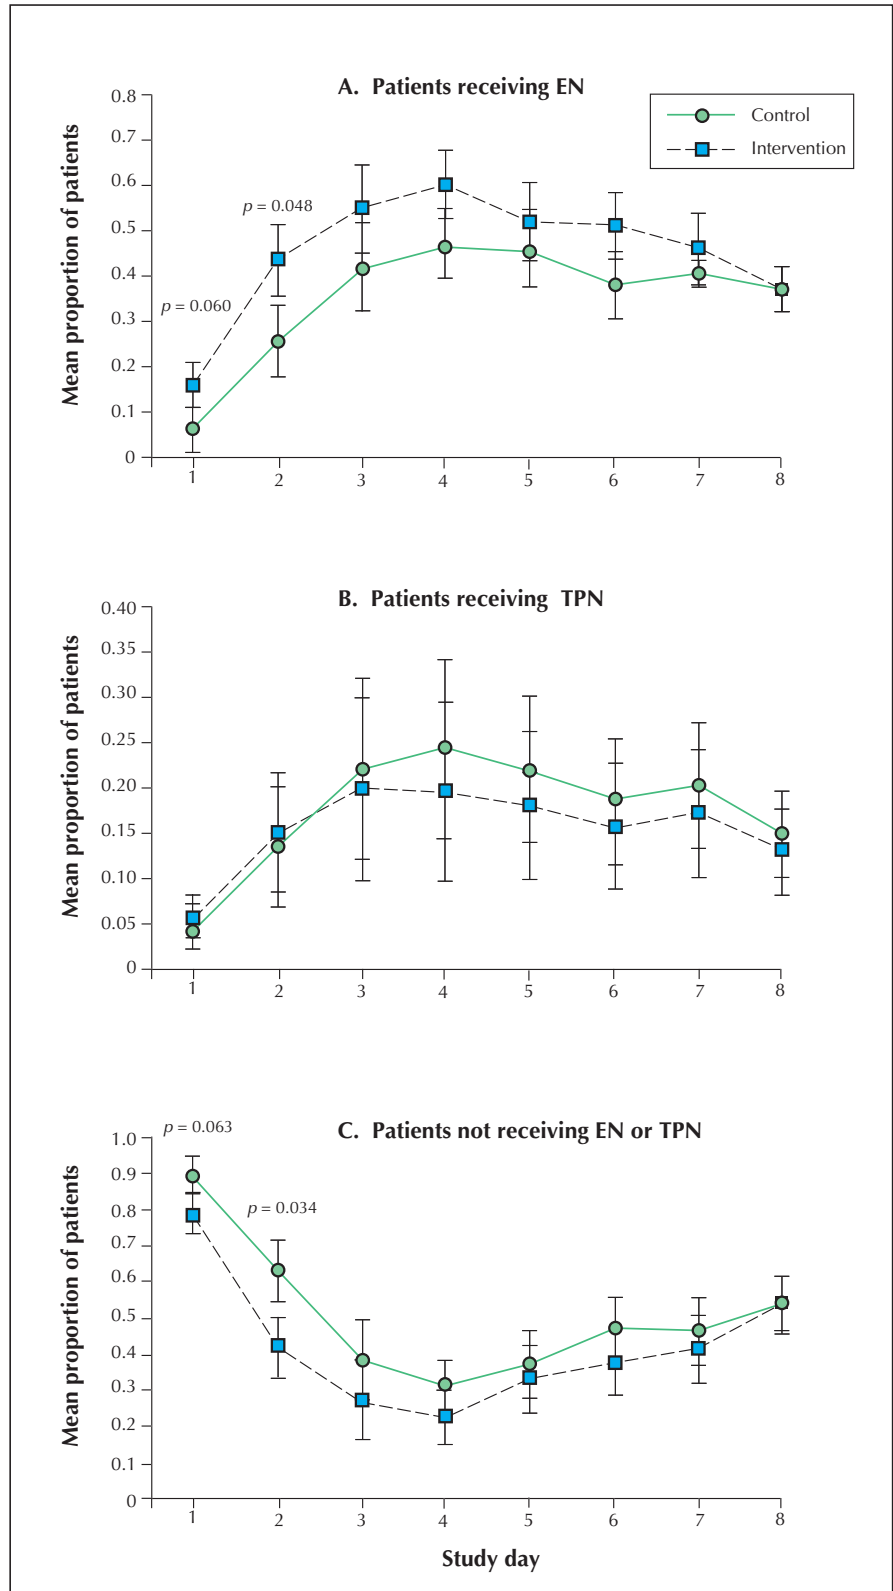 A. Patients receiving EN
Control
Intervention
Mean proportion of patients
0.8
0.7
0.6
0.5
0.4
0.3
0.2
0.1
0
p = 0.060
p = 0.048
1 2 3 4 5 6 7 8
B. Patients receiving TPN
Mean proportion of patients
0.40
0.35
0.30
0.25
0.20
0.15
0.10
0.05
0
1 2 3 4 5 6 7 8
C. Patients not receiving EN or TPN
Mean proportion of patients
1.0
0.9
0.8
0.7
0.6
0.5
0.4
0.3
0.2
0.1
0
p = 0.063
p = 0.034
1 2 3 4 5 6 7 8
Study day